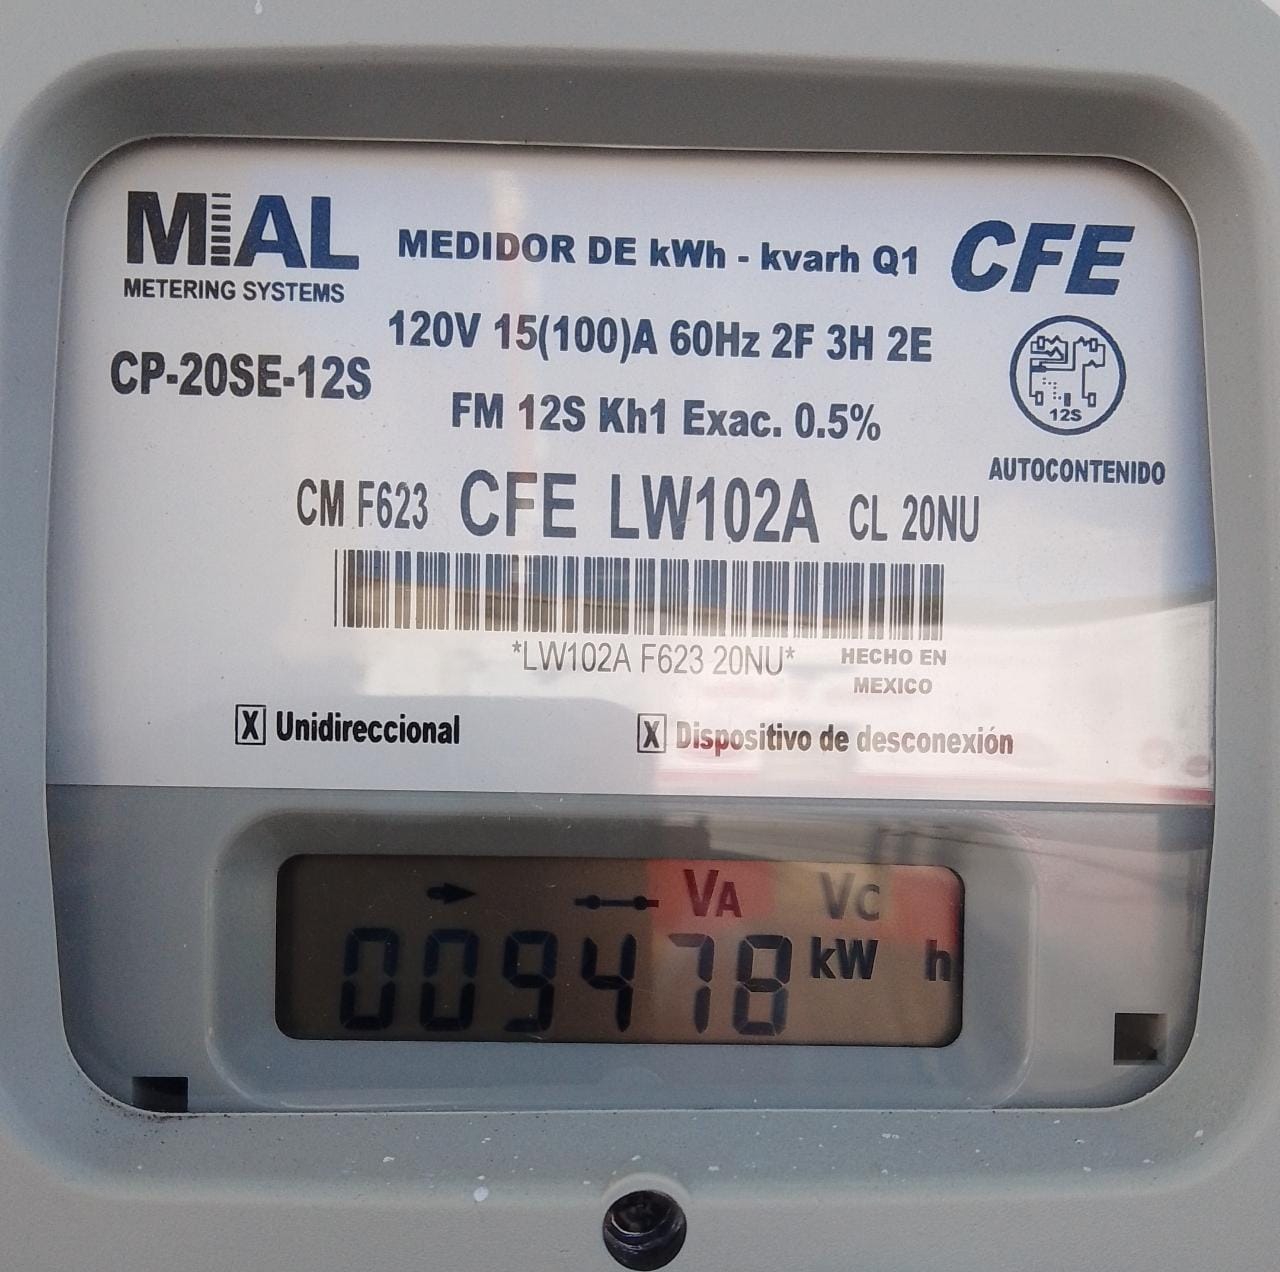 MIAL
METERING SYSTEMS
MEDIDOR DE kWh - kvarh Q1
CFE
120V 15(100)A 60Hz 2F 3H 2E
CP-20SE-12S
FM 12S Kh1 Exac. 0.5%
12S
AUTOCONTENIDO
CM F623 CFE LW102A CL 20NU
*LW102A F623 20NU*
HECHO EN
MEXICO
X Unidireccional
X Dispositivo de desconexión
VA VC
009478 kW h